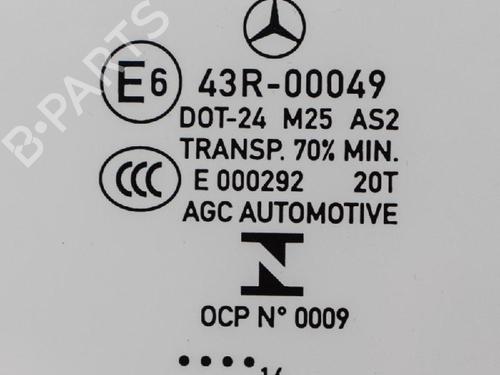 E6 43R-00049
DOT-24 M25 AS2
TRANSP. 70% MIN.
CCC E 000292 20T
AGC AUTOMOTIVE
OCP N° 0009
B-PARTS